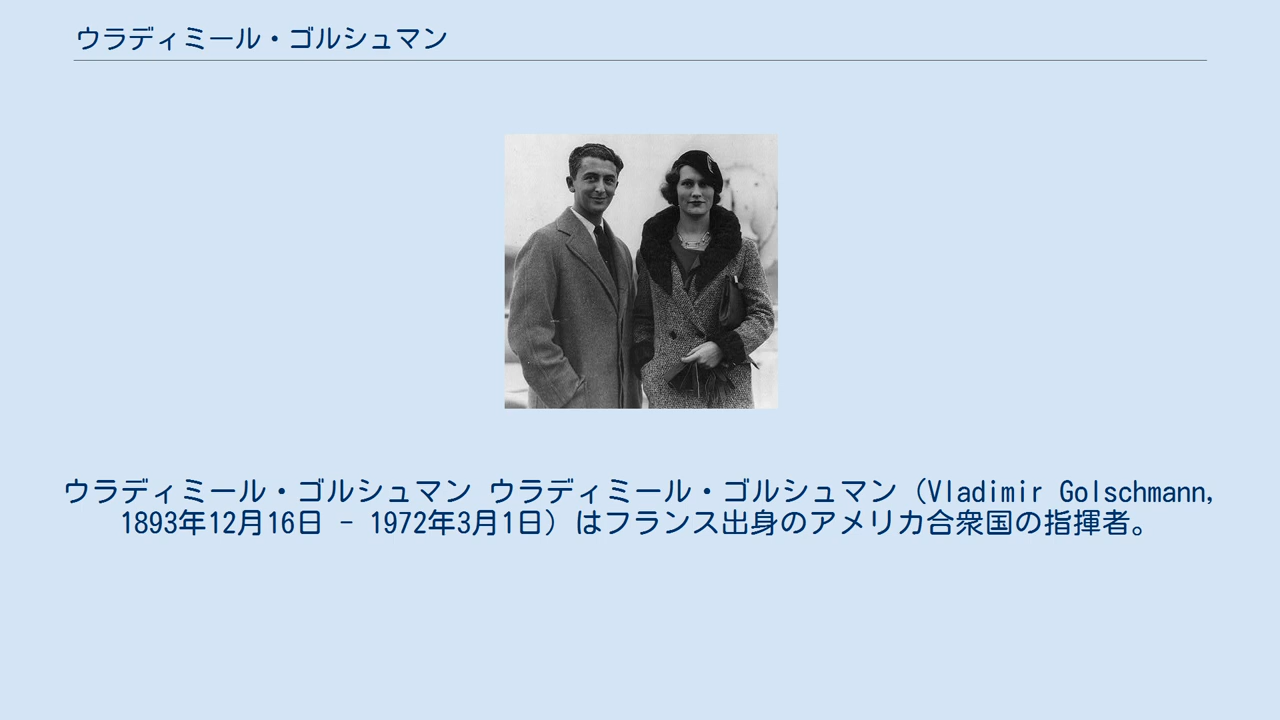 ウラディミール・ゴルシュマン
ウラディミール・ゴルシュマン ウラディミール・ゴルシュマン（Vladimir Golschmann,
1893年12月16日 - 1972年3月1日）はフランス出身のアメリカ合衆国の指揮者。